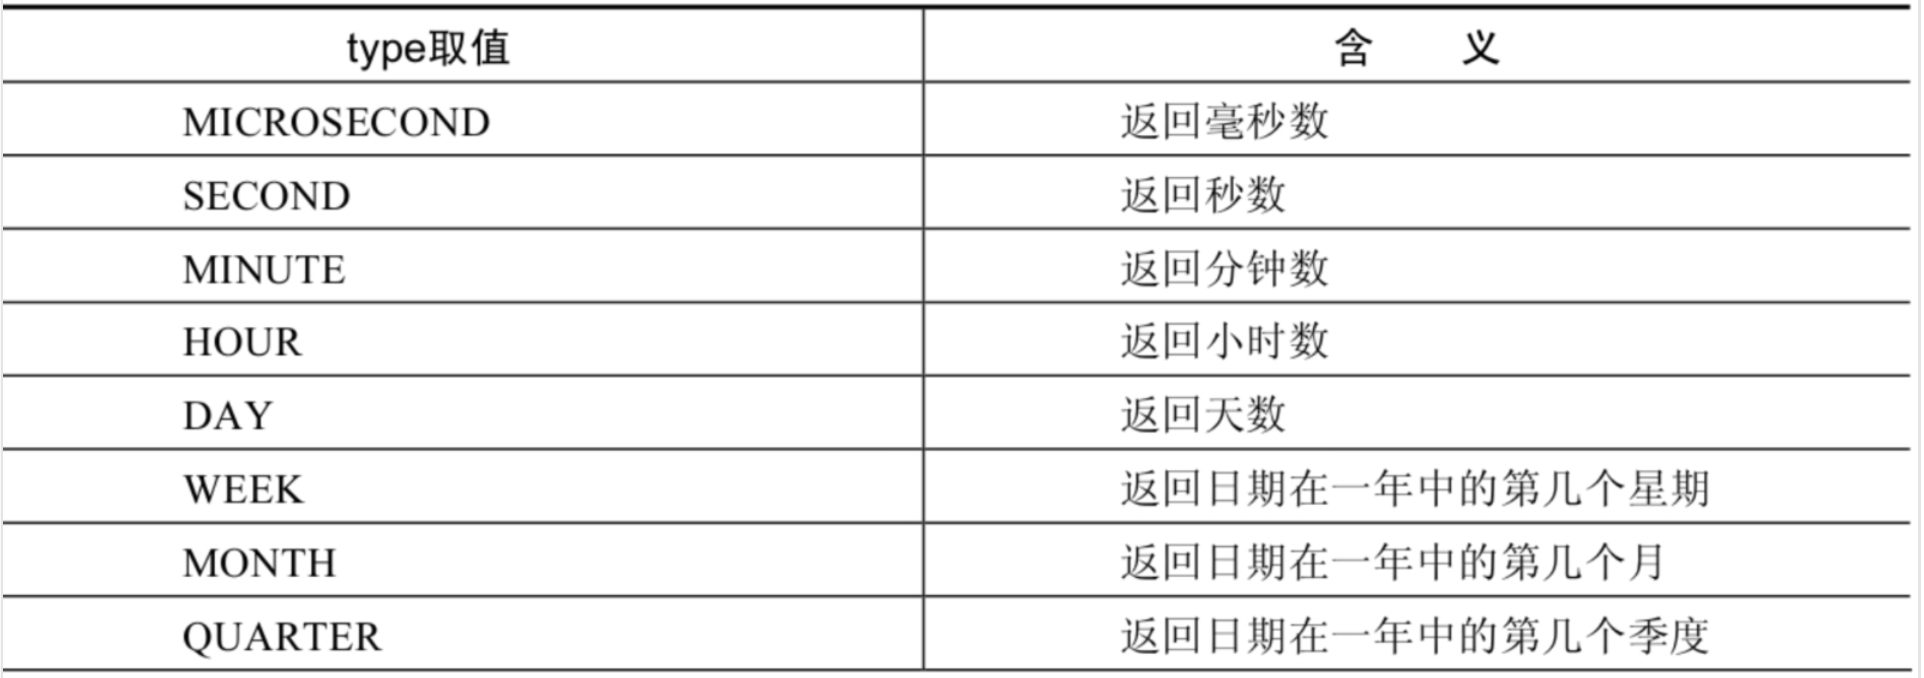 type取值 含 义
MICROSECOND 返回毫秒数
SECOND 返回秒数
MINUTE 返回分钟数
HOUR 返回小时数
DAY 返回天数
WEEK 返回日期在一年中的第几个星期
MONTH 返回日期在一年中的第几个月
QUARTER 返回日期在一年中的第几个季度